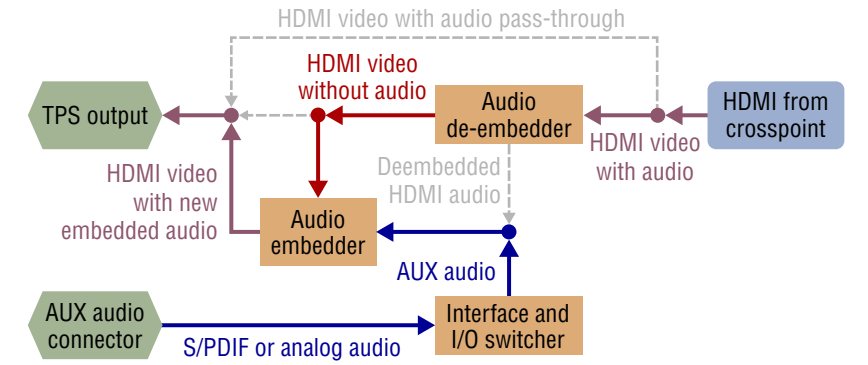 HDMI video with audio pass-through
HDMI video
without audio
TPS output
Audio
de-embedder
HDMI from
crosspoint
HDMI video
with audio
HDMI video
with new
embedded audio
Deembedded
HDMI audio
Audio
embedder
AUX audio
AUX audio
connector
S/PDIF or analog audio
Interface and
I/O switcher